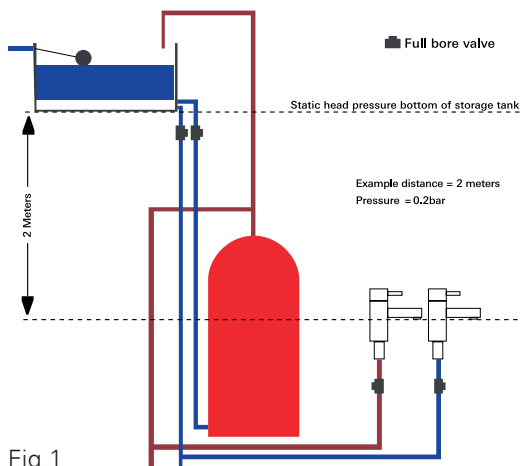 Full bore valve
Static head pressure bottom of storage tank
2 Meters
Example distance = 2 meters
Pressure = 0.2bar
Fig 1